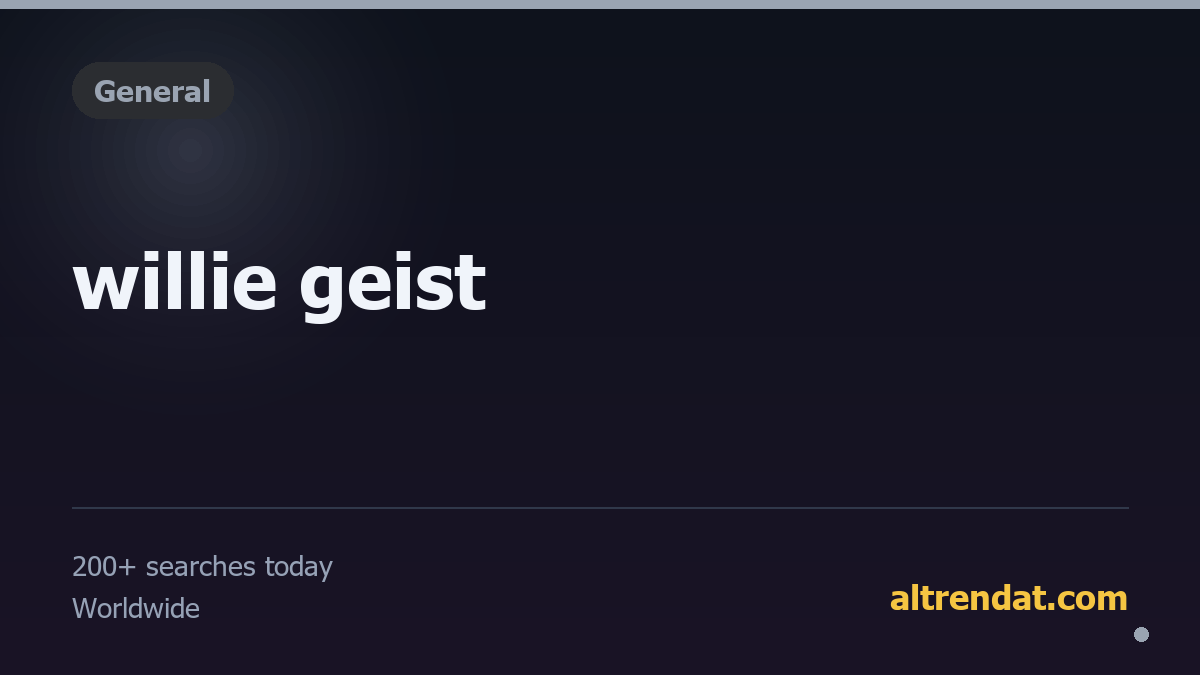 General
willie geist
200+ searches today
Worldwide
altrendat.com